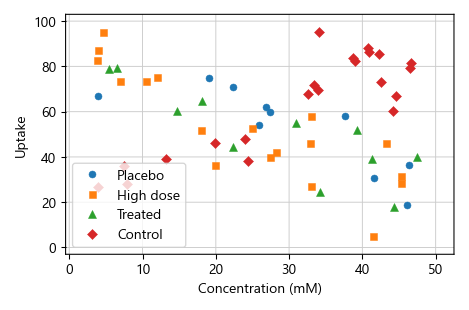 100
80
60
40
20
0
Uptake
Placebo
High dose
Treated
Control
0 10 20 30 40 50
Concentration (mM)